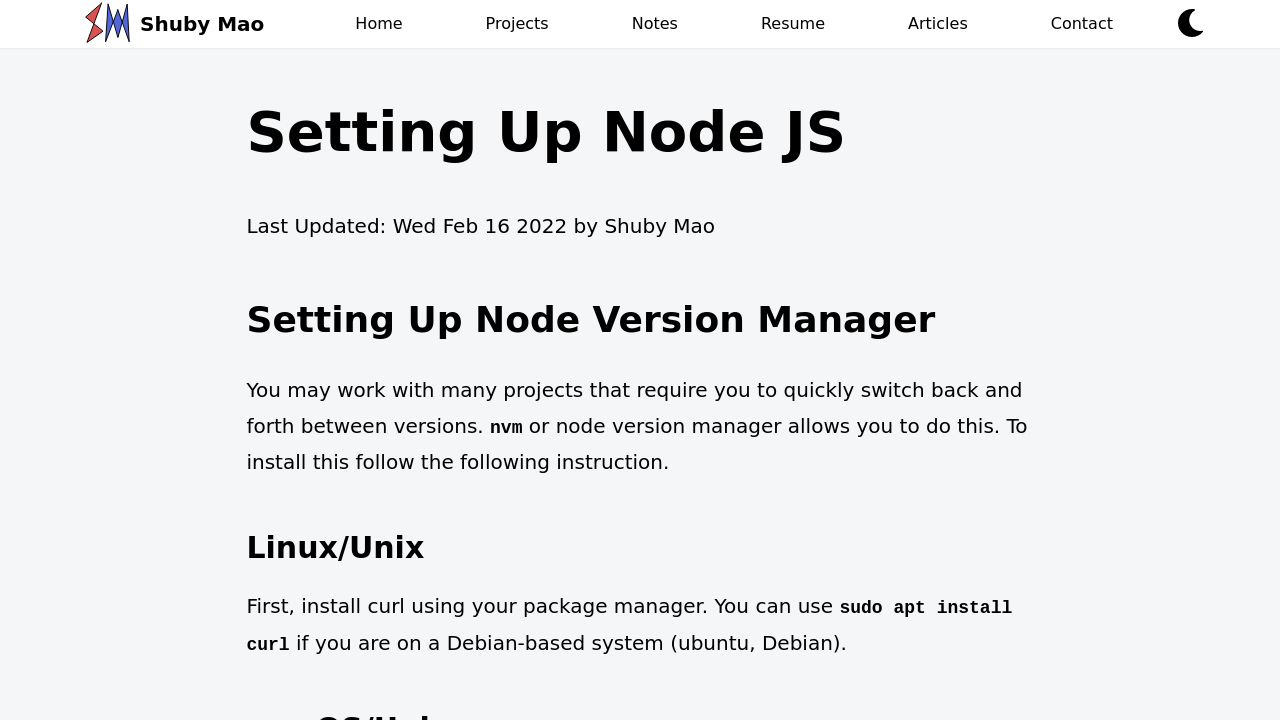 Shuby Mao
Home
Projects
Notes
Resume
Articles
Contact
Setting Up Node JS
Last Updated: Wed Feb 16 2022 by Shuby Mao
Setting Up Node Version Manager
You may work with many projects that require you to quickly switch back and
forth between versions. nvm or node version manager allows you to do this. To
install this follow the following instruction.
Linux/Unix
First, install curl using your package manager. You can use sudo apt install
curl if you are on a Debian-based system (ubuntu, Debian).